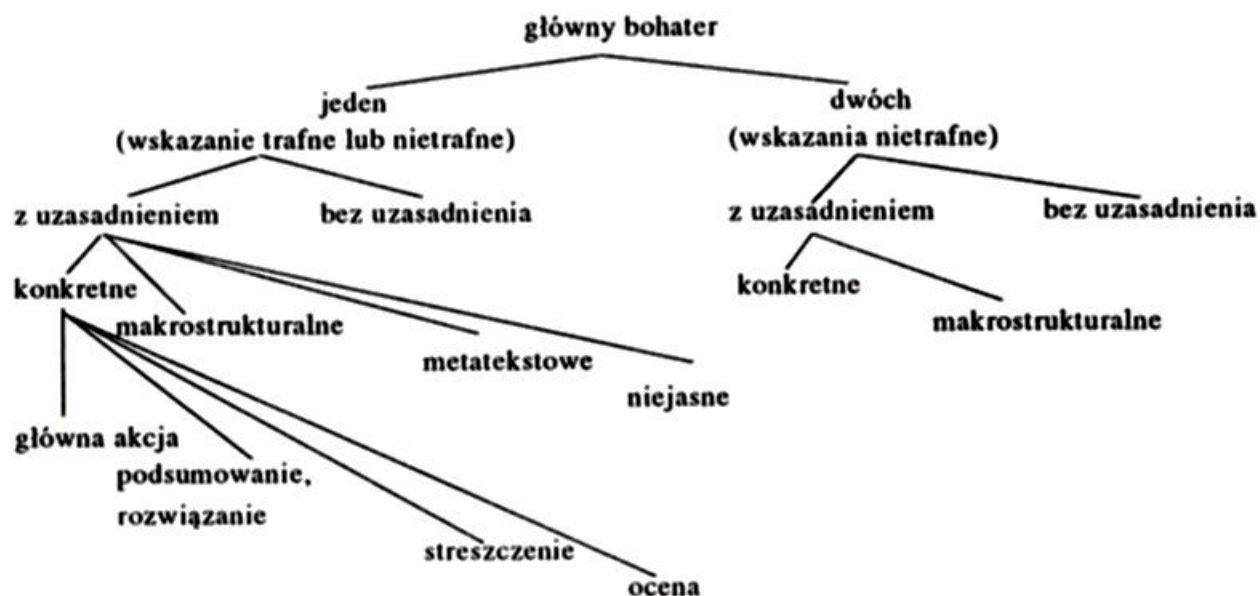 główny bohater
jeden
dwóch
(wskazanie trafne lub nietrafne)
(wskazania nietrafne)
z uzasadnieniem
bez uzasadnienia
z uzasadnieniem
bez uzasadnienia
konkretne
konkretne
makrostrukturalne
makrostrukturalne
metatekstowe
niejasne
główna akcja
podsumowanie,
rozwiązanie
streszczenie
ocena